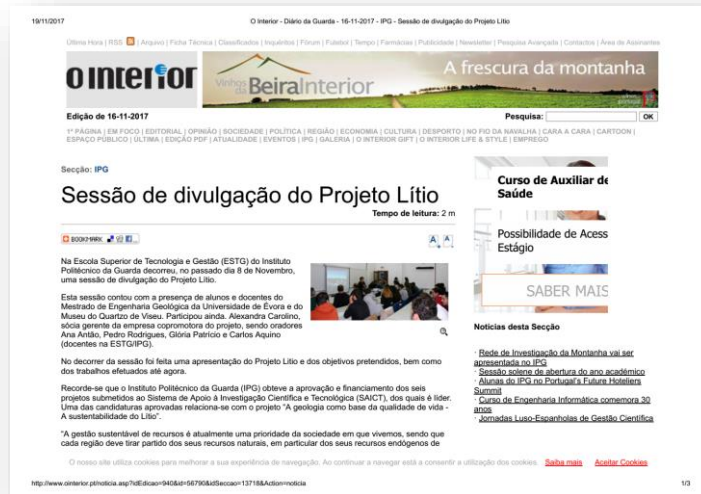 19/11/2017
O Interior - Diário da Guarda - 16-11-2017 - IPG - Sessão de divulgação do Projeto Lítio
Última Hora | RSS | Arquivo | Ficha Técnica | Classificados | Inquéritos | Fórum | Futebol | Tempo | Farmácias | Publicidade | Newsletter | Pesquisa Avançada | Contactos | Área de Assinantes
o interior
Vinhos da BeiraInterior
A frescura da montanha
Edição de 16-11-2017
Pesquisa: OK
1ª PÁGINA | EM FOCO | EDITORIAL | OPINIÃO | SOCIEDADE | POLÍTICA | REGIÃO | ECONOMIA | CULTURA | DESPORTO | NO FIO DA NAVALHA | CARA A CARA | CARTOON |
ESPAÇO PÚBLICO | ÚLTIMA | EDIÇÃO PDF | ATUALIDADE | EVENTOS | IPG | GALERIA | O INTERIOR GIFT | O INTERIOR LIFE & STYLE | EMPREGO
Secção: IPG
Sessão de divulgação do Projeto Lítio
Tempo de leitura: 2 m
BOOKMARK
A A
Na Escola Superior de Tecnologia e Gestão (ESTG) do Instituto
Politécnico da Guarda decorreu, no passado dia 8 de Novembro,
uma sessão de divulgação do Projeto Lítio.
Esta sessão contou com a presença de alunos e docentes do
Mestrado de Engenharia Geológica da Universidade de Évora e do
Museu do Quartzo de Viseu. Participou ainda. Alexandra Carolino,
sócia gerente da empresa copromotora do projeto, sendo oradores
Ana Antão, Pedro Rodrigues, Glória Patrício e Carlos Aquino
(docentes na ESTG/IPG).
No decorrer da sessão foi feita uma apresentação do Projeto Litio e dos objetivos pretendidos, bem como
dos trabalhos efetuados até agora.
Recorde-se que o Instituto Politécnico da Guarda (IPG) obteve a aprovação e financiamento dos seis
projetos submetidos ao Sistema de Apoio à Investigação Científica e Tecnológica (SAICT), dos quais é lider.
Uma das candidaturas aprovadas relaciona-se com o projeto "A geologia como base da qualidade de vida -
A sustentabilidade do Lítio".
"A gestão sustentável de recursos é atualmente uma prioridade da sociedade em que vivemos, sendo que
cada região deve tirar partido dos seus recursos naturais, em particular dos seus recursos endógenos de
Curso de Auxiliar de
Saúde
Possibilidade de Acess
Estágio
SABER MAIS
Notícias desta Secção
· Rede de Investigação da Montanha vai ser
apresentada no IPG
· Sessão solene de abertura do ano académico
· Alunas do IPG no Portugal's Future Hoteliers
Summit
· Curso de Engenharia Informática comemora 30
anos
· Jornadas Luso-Espanholas de Gestão Científica
O nosso site utiliza cookies para melhorar a sua experiência de navegação. Ao continuar a navegar está a consentir a utilização dos cookies. Saiba mais Aceitar Cookies
http://www.ointerior.pt/noticia.asp?idEdicao=940&id=56790&idSeccao=13718&Action=noticia
1/3